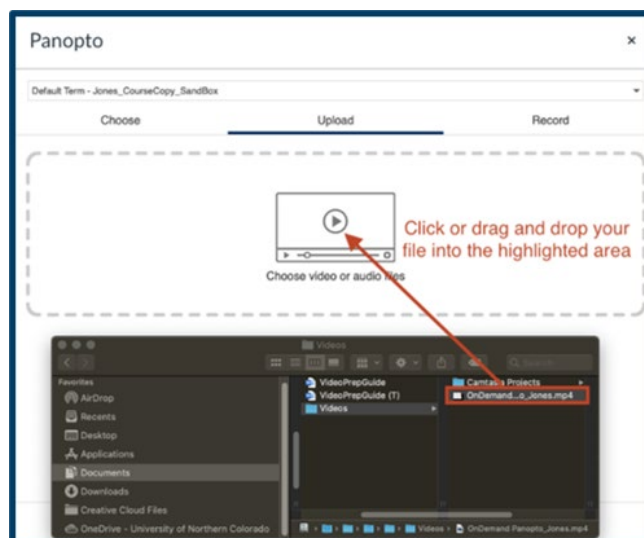 Panopto
×
Default Term - Jones_CourseCopy_SandBox
Choose
Upload
Record
Click or drag and drop your
file into the highlighted area
Choose video or audio files
Videos
Search
Favorites
AirDrop
Recents
Desktop
Applications
Documents
Downloads
Creative Cloud Files
OneDrive - University of Northern Colorado
VideoPrepGuide
VideoPrepGuide (T)
Videos
Camtasia Projects
OnDemand...o_Jones.mp4
Videos
OnDemand Panopto_Jones.mp4